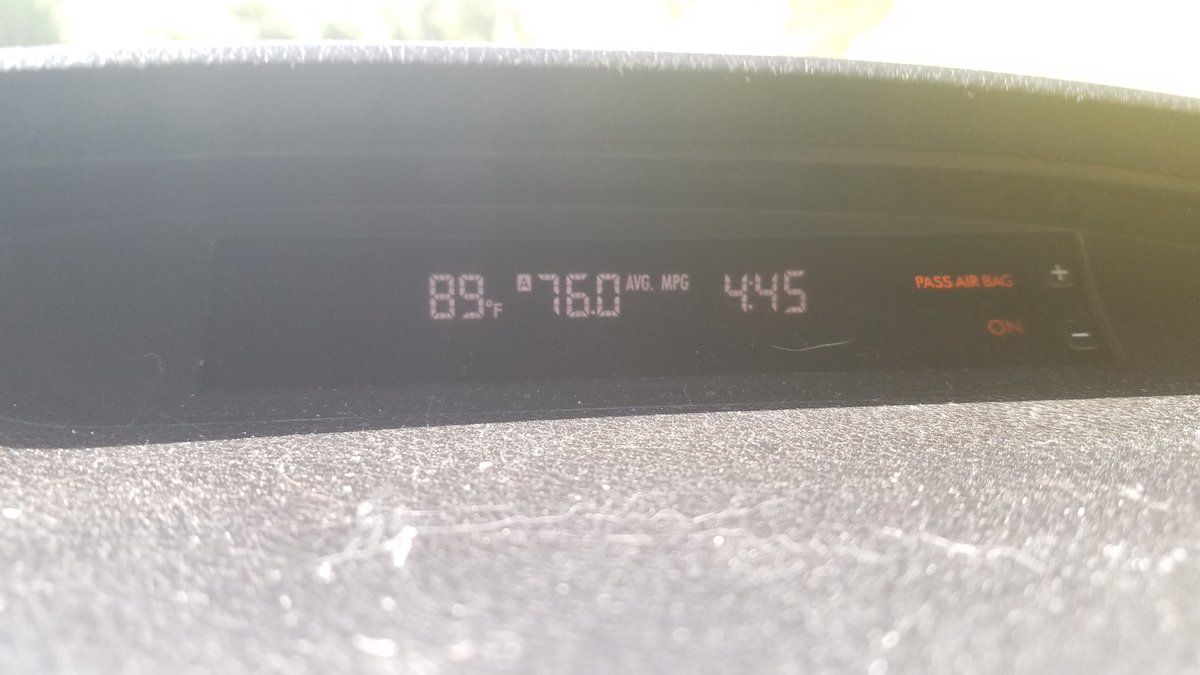 89°F A 76.0 AVG. MPG 4:45 PASS AIR BAG +
ON −